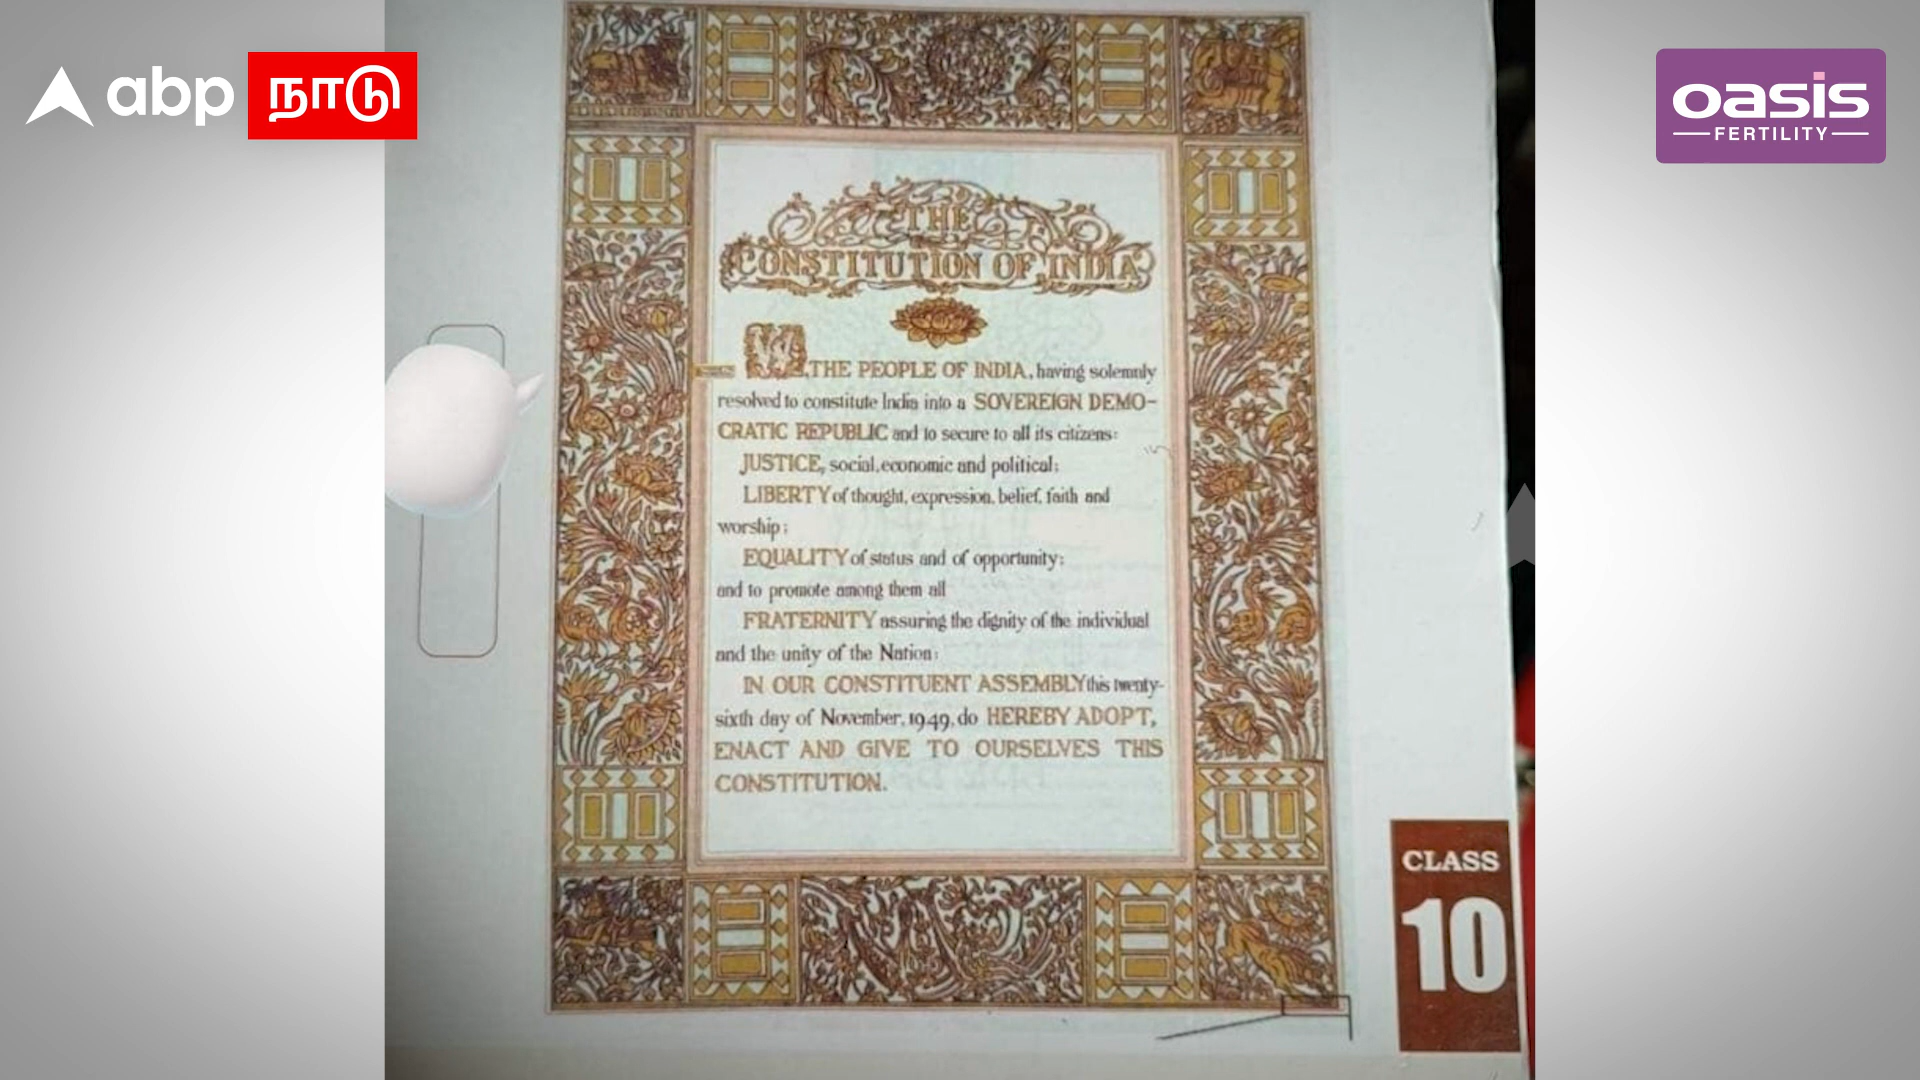 abp நாடு
oasis
FERTILITY
THE
CONSTITUTION OF INDIA
WE, THE PEOPLE OF INDIA, having solemnly
resolved to constitute India into a SOVEREIGN DEMO-
CRATIC REPUBLIC and to secure to all its citizens:
JUSTICE, social, economic and political;
LIBERTY of thought, expression, belief, faith and
worship;
EQUALITY of status and of opportunity;
and to promote among them all
FRATERNITY assuring the dignity of the individual
and the unity of the Nation;
IN OUR CONSTITUENT ASSEMBLY this twenty-
sixth day of November, 1949, do HEREBY ADOPT,
ENACT AND GIVE TO OURSELVES THIS
CONSTITUTION.
CLASS
10